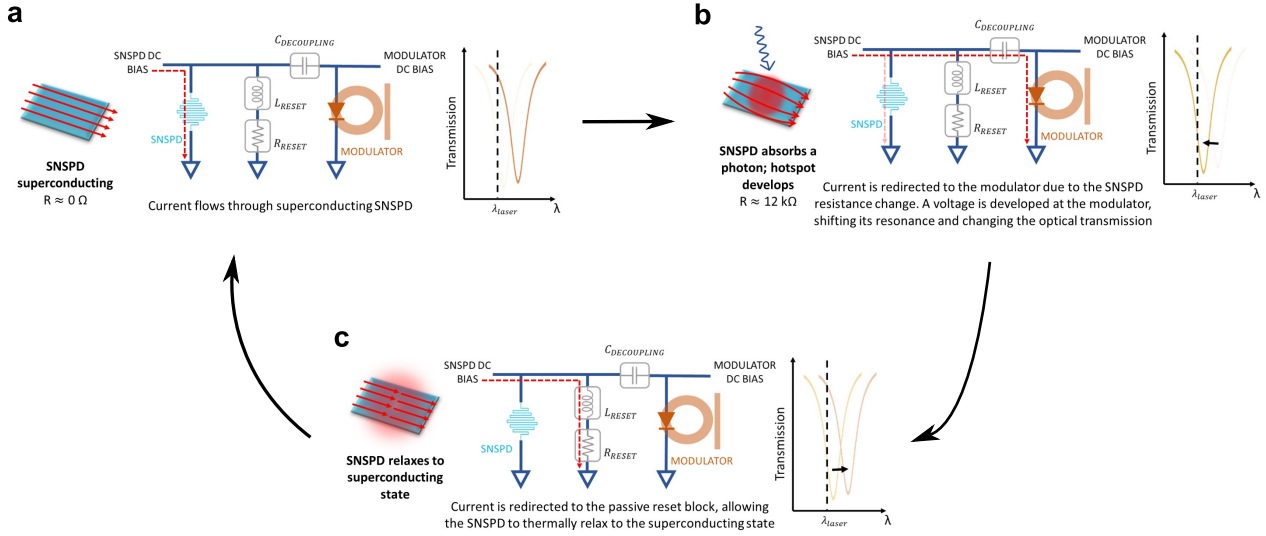 a
SNSPD DC
BIAS
C_DECOUPLING
MODULATOR
DC BIAS
L_RESET
R_RESET
SNSPD
MODULATOR
Transmission
λ_laser
λ
SNSPD
superconducting
R ≈ 0 Ω
Current flows through superconducting SNSPD
b
SNSPD DC
BIAS
C_DECOUPLING
MODULATOR
DC BIAS
L_RESET
R_RESET
SNSPD
MODULATOR
Transmission
λ_laser
λ
SNSPD absorbs a
photon; hotspot
develops
R ≈ 12 kΩ
Current is redirected to the modulator due to the SNSPD
resistance change. A voltage is developed at the modulator,
shifting its resonance and changing the optical transmission
c
SNSPD DC
BIAS
C_DECOUPLING
MODULATOR
DC BIAS
L_RESET
R_RESET
SNSPD
MODULATOR
Transmission
λ_laser
λ
SNSPD relaxes to
superconducting
state
Current is redirected to the passive reset block, allowing
the SNSPD to thermally relax to the superconducting state